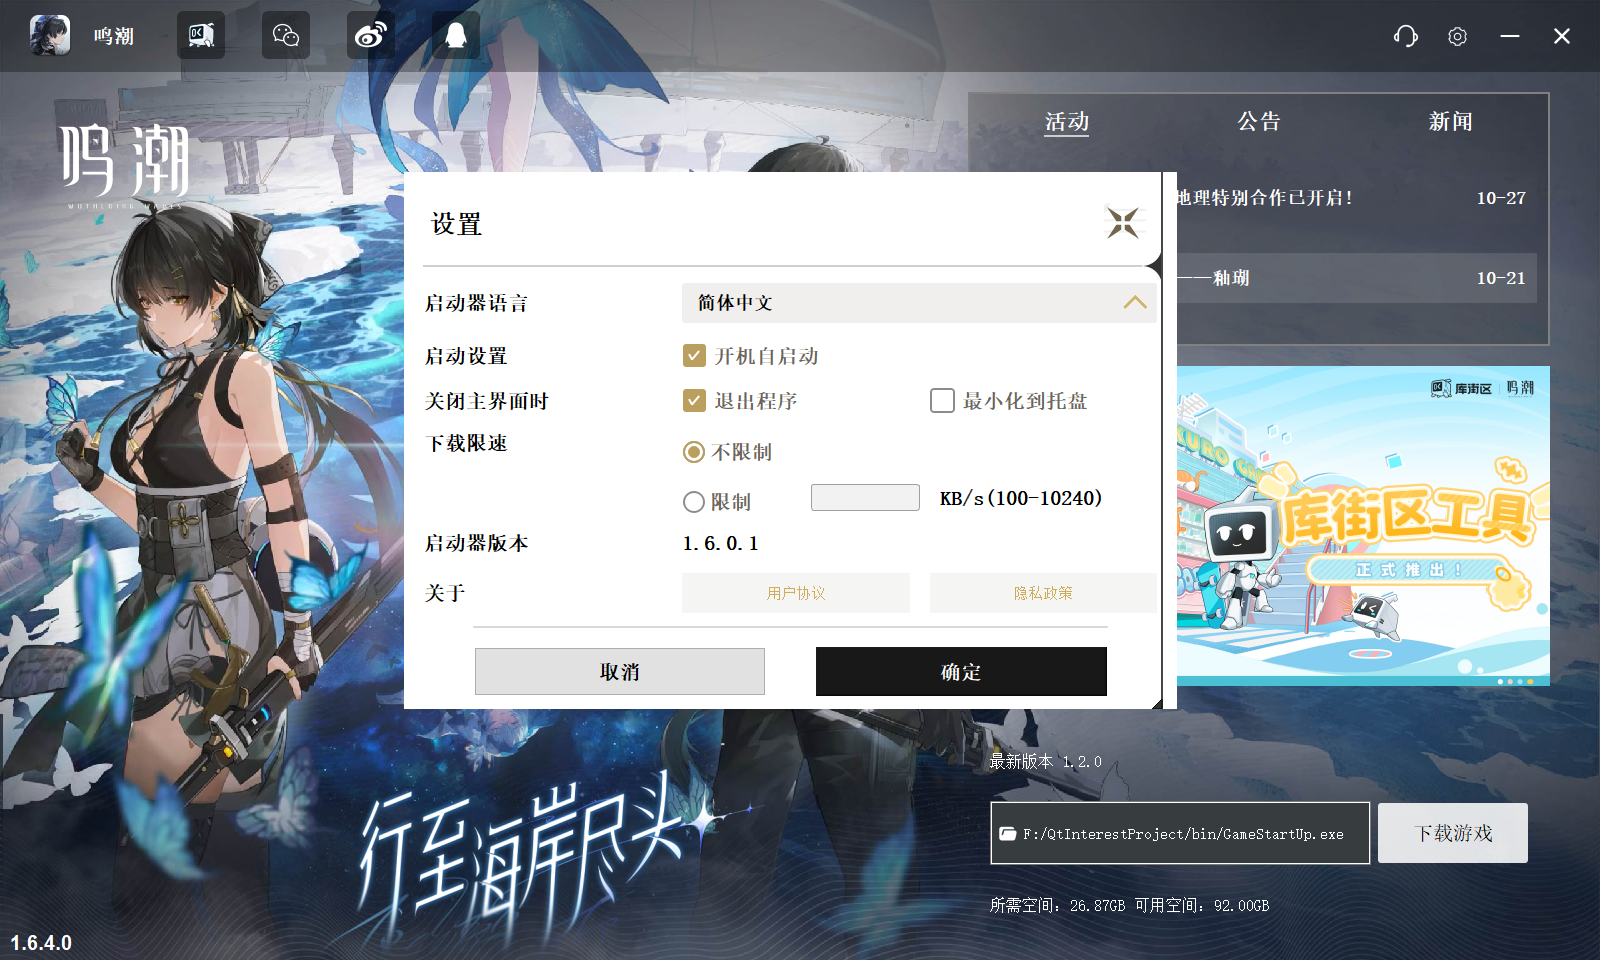 鸣潮
活动
公告
新闻
鸣潮
WUTHERING WAVES
地理特别合作已开启!
10-27
——釉瑚
10-21
设置
启动器语言
简体中文
启动设置
开机自启动
关闭主界面时
退出程序
最小化到托盘
下载限速
不限制
限制
KB/s(100-10240)
启动器版本
1.6.0.1
关于
用户协议
隐私政策
取消
确定
库街区
鸣潮
库街区工具
正式推出!
行至海岸尽头
最新版本 1.2.0
F:/QtInterestProject/bin/GameStartUp.exe
下载游戏
所需空间: 26.87GB 可用空间: 92.00GB
1.6.4.0